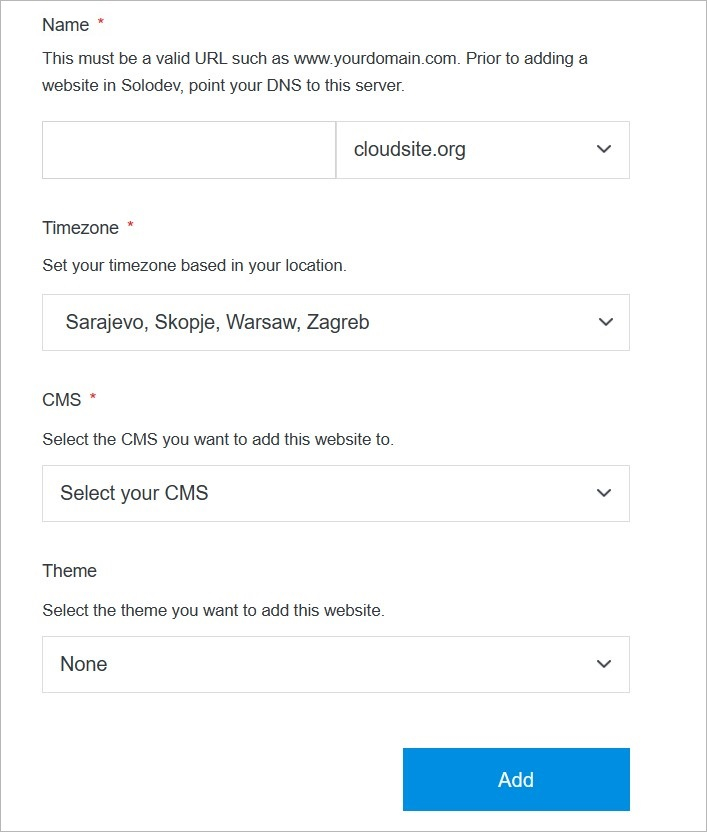 Name *
This must be a valid URL such as www.yourdomain.com. Prior to adding a
website in Solodev, point your DNS to this server.
cloudsite.org
Timezone *
Set your timezone based in your location.
Sarajevo, Skopje, Warsaw, Zagreb
CMS *
Select the CMS you want to add this website to.
Select your CMS
Theme
Select the theme you want to add this website.
None
Add